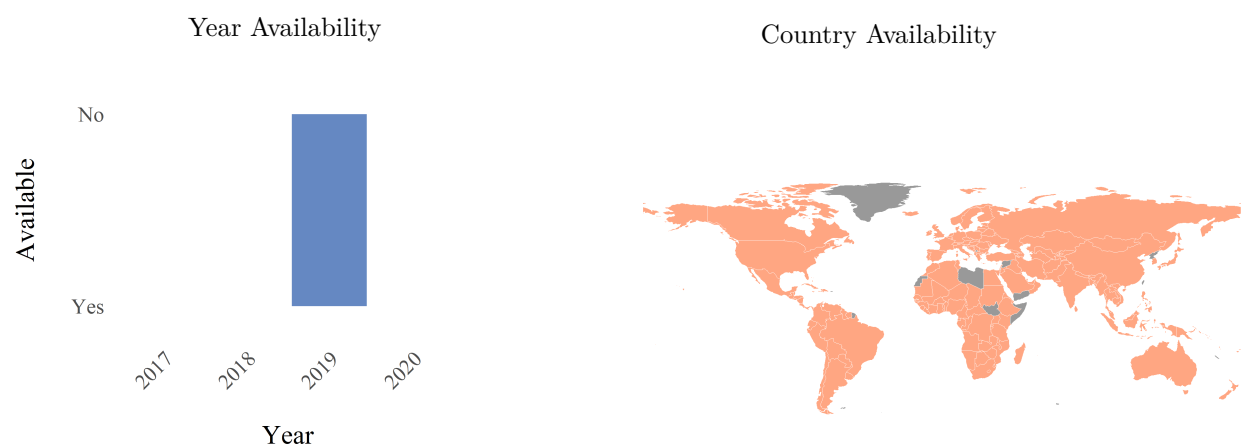 Year Availability
Country Availability
No
Available
Yes
2017
2018
2019
2020
Year